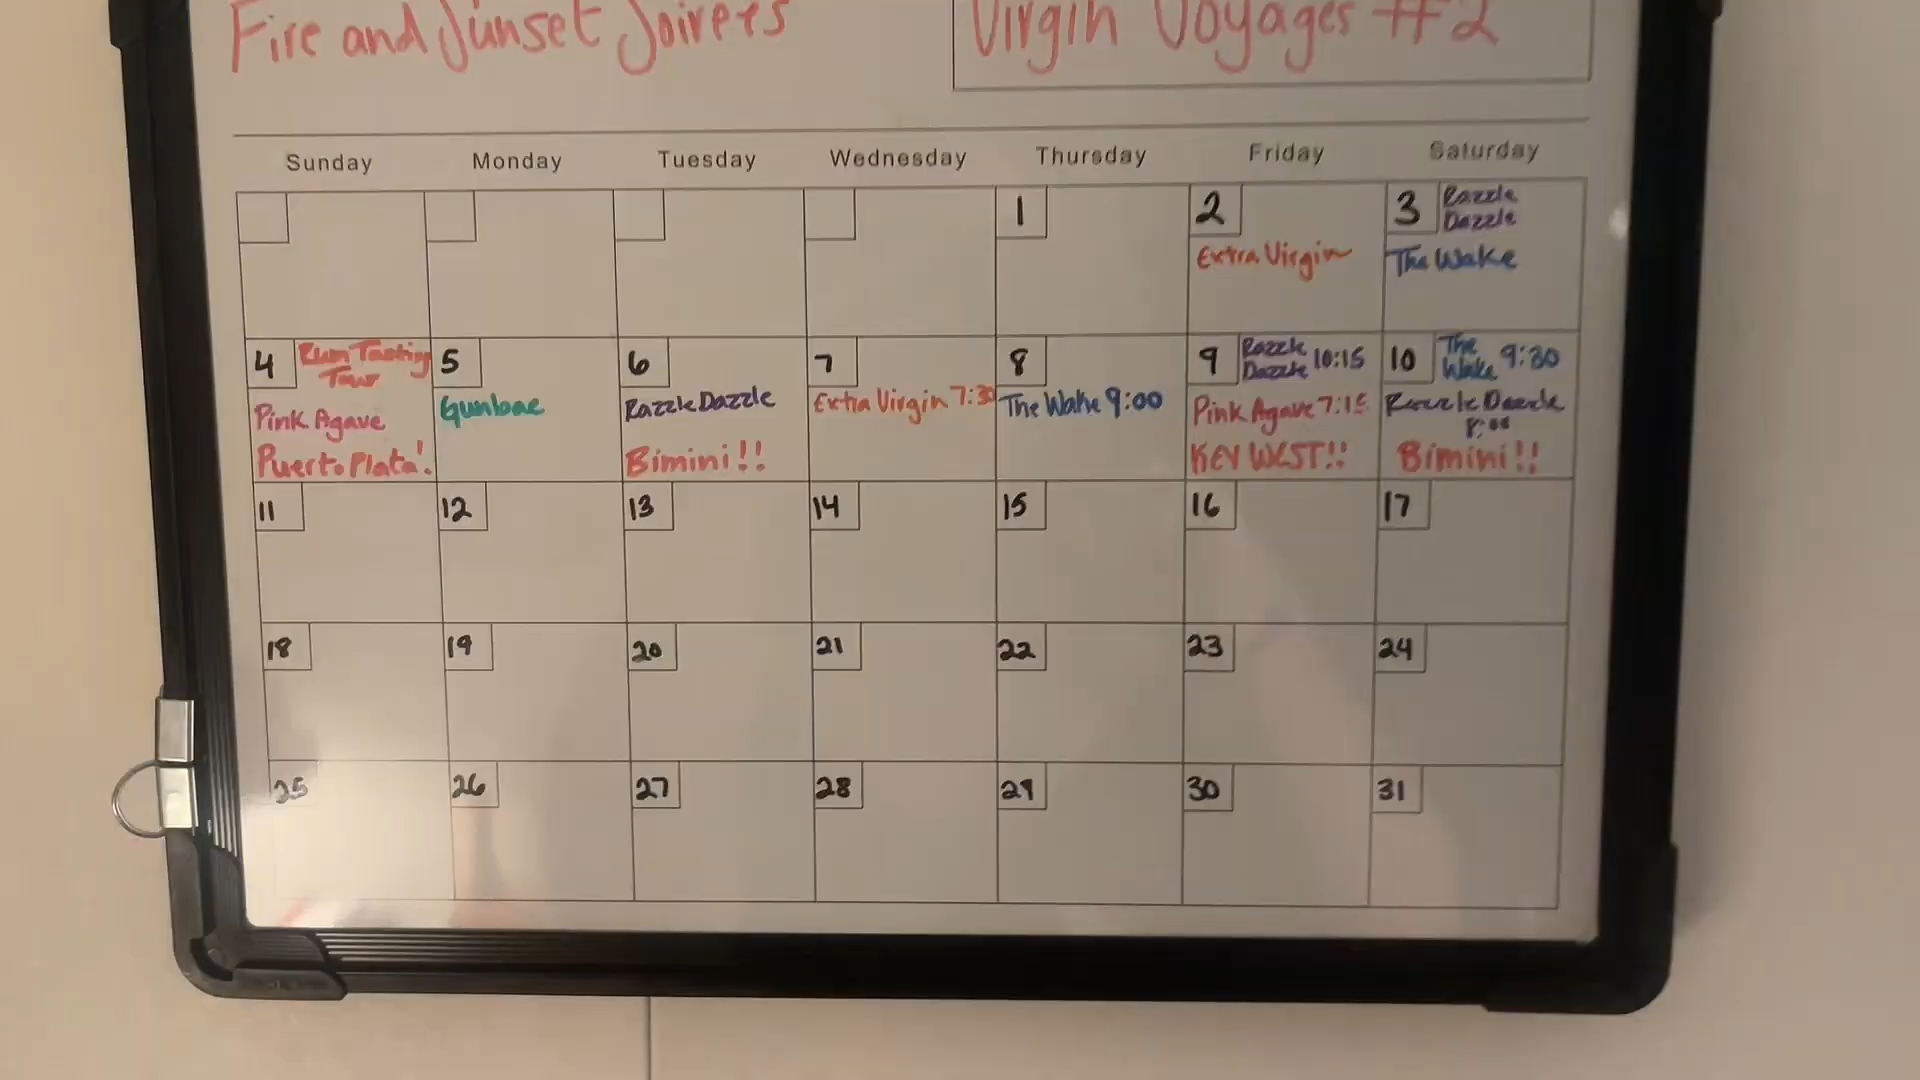 Fire and Sunset Soirees
Virgin Voyages #2
Sunday Monday Tuesday Wednesday Thursday Friday Saturday
1
2
Extra Virgin
3 Razzle
Dazzle
The Wake
4 Rum Tasting
Tour
Pink Agave
Puerto Plata!
5
Gunbae
6
Razzle Dazzle
Bimini!!
7
Extra Virgin 7:30
8
The Wake 9:00
9 Razzle
Dazzle 10:15
Pink Agave 7:15
KEY WEST!!
10 The
Wake 9:30
Razzle Dazzle
8:00
Bimini!!
11 12 13 14 15 16 17
18 19 20 21 22 23 24
25 26 27 28 29 30 31